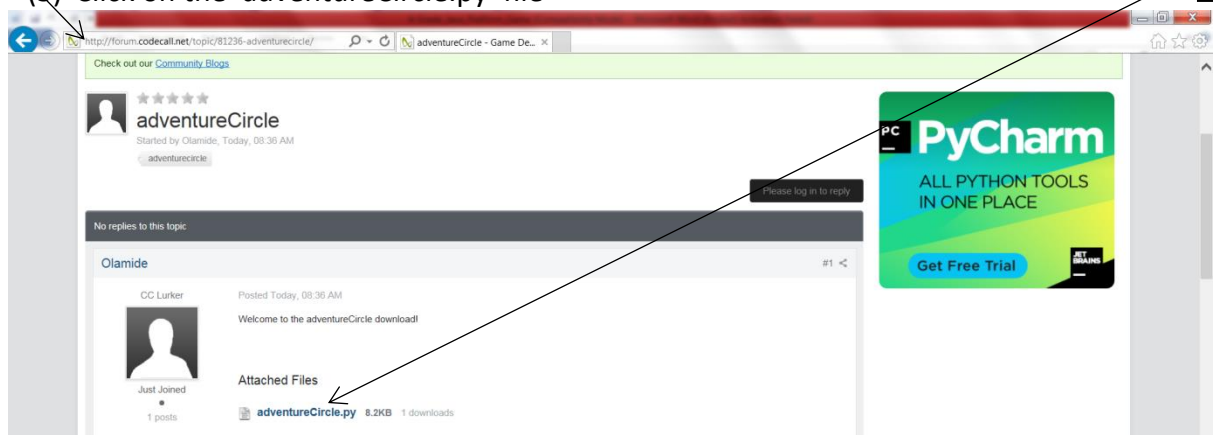 Click on the adventureCircle.py file
http://forum.codecall.net/topic/81236-adventurecircle/
adventureCircle - Game De...
Check out our Community Blogs
adventureCircle
Started by Olamide, Today, 08:36 AM
adventurecircle
Please log in to reply
No replies to this topic
Olamide
#1
CC Lurker
Posted Today, 08:36 AM
Welcome to the adventureCircle download!
Just Joined
1 posts
Attached Files
adventureCircle.py 8.2KB 1 downloads
PC
PyCharm
ALL PYTHON TOOLS
IN ONE PLACE
Get Free Trial
JET
BRAINS